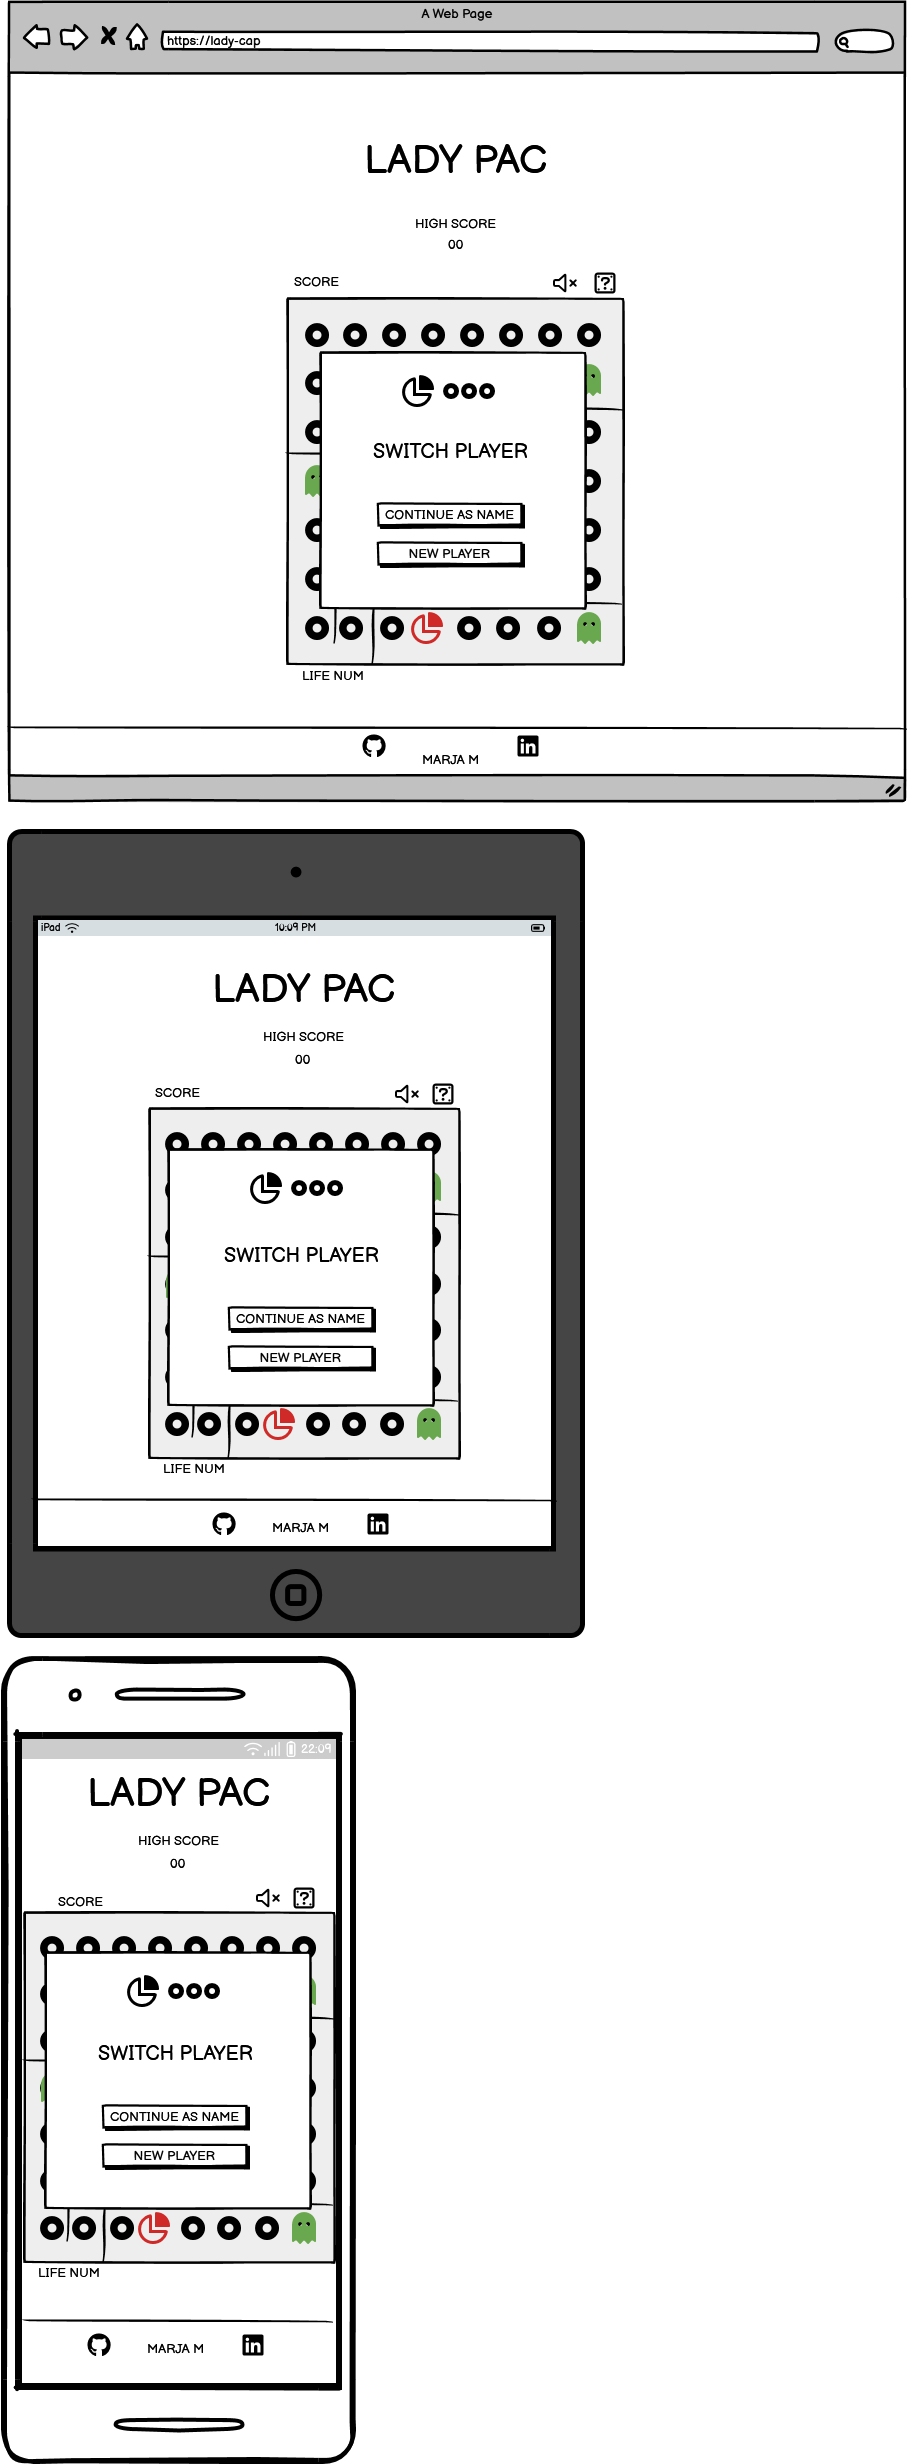 A Web Page
https://lady-cap
LADY PAC
HIGH SCORE
00
SCORE
?
SWITCH PLAYER
CONTINUE AS NAME
NEW PLAYER
LIFE NUM
MARJA M
in
iPad 10:09 PM
LADY PAC
HIGH SCORE
00
SCORE
?
SWITCH PLAYER
CONTINUE AS NAME
NEW PLAYER
LIFE NUM
MARJA M
in
22:09
LADY PAC
HIGH SCORE
00
SCORE
?
SWITCH PLAYER
CONTINUE AS NAME
NEW PLAYER
LIFE NUM
MARJA M
in